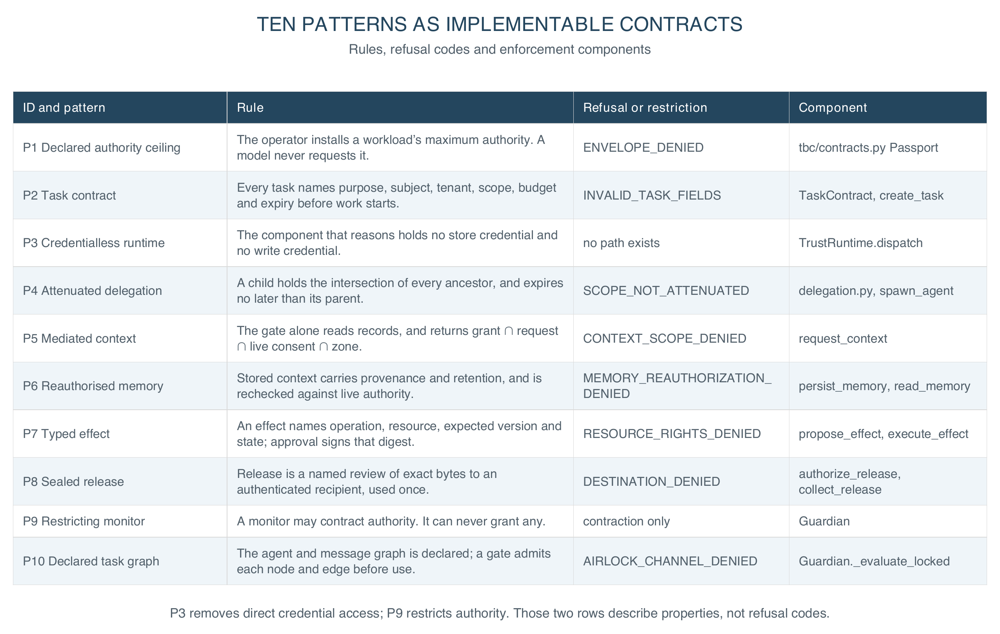 TEN PATTERNS AS IMPLEMENTABLE CONTRACTS
Rules, refusal codes and enforcement components
ID and pattern
Rule
Refusal or restriction
Component
P1 Declared authority ceiling
The operator installs a workload’s maximum authority. A
model never requests it.
ENVELOPE_DENIED
tbc/contracts.py Passport
P2 Task contract
Every task names purpose, subject, tenant, scope, budget
and expiry before work starts.
INVALID_TASK_FIELDS
TaskContract, create_task
P3 Credentialless runtime
The component that reasons holds no store credential and
no write credential.
no path exists
TrustRuntime.dispatch
P4 Attenuated delegation
A child holds the intersection of every ancestor, and expires
no later than its parent.
SCOPE_NOT_ATTENUATED
delegation.py, spawn_agent
P5 Mediated context
The gate alone reads records, and returns grant ∩ request
∩ live consent ∩ zone.
CONTEXT_SCOPE_DENIED
request_context
P6 Reauthorised memory
Stored context carries provenance and retention, and is
rechecked against live authority.
MEMORY_REAUTHORIZATION_
DENIED
persist_memory, read_memory
P7 Typed effect
An effect names operation, resource, expected version and
state; approval signs that digest.
RESOURCE_RIGHTS_DENIED
propose_effect, execute_effect
P8 Sealed release
Release is a named review of exact bytes to an
authenticated recipient, used once.
DESTINATION_DENIED
authorize_release,
collect_release
P9 Restricting monitor
A monitor may contract authority. It can never grant any.
contraction only
Guardian
P10 Declared task graph
The agent and message graph is declared; a gate admits
each node and edge before use.
AIRLOCK_CHANNEL_DENIED
Guardian._evaluate_locked
P3 removes direct credential access; P9 restricts authority. Those two rows describe properties, not refusal codes.